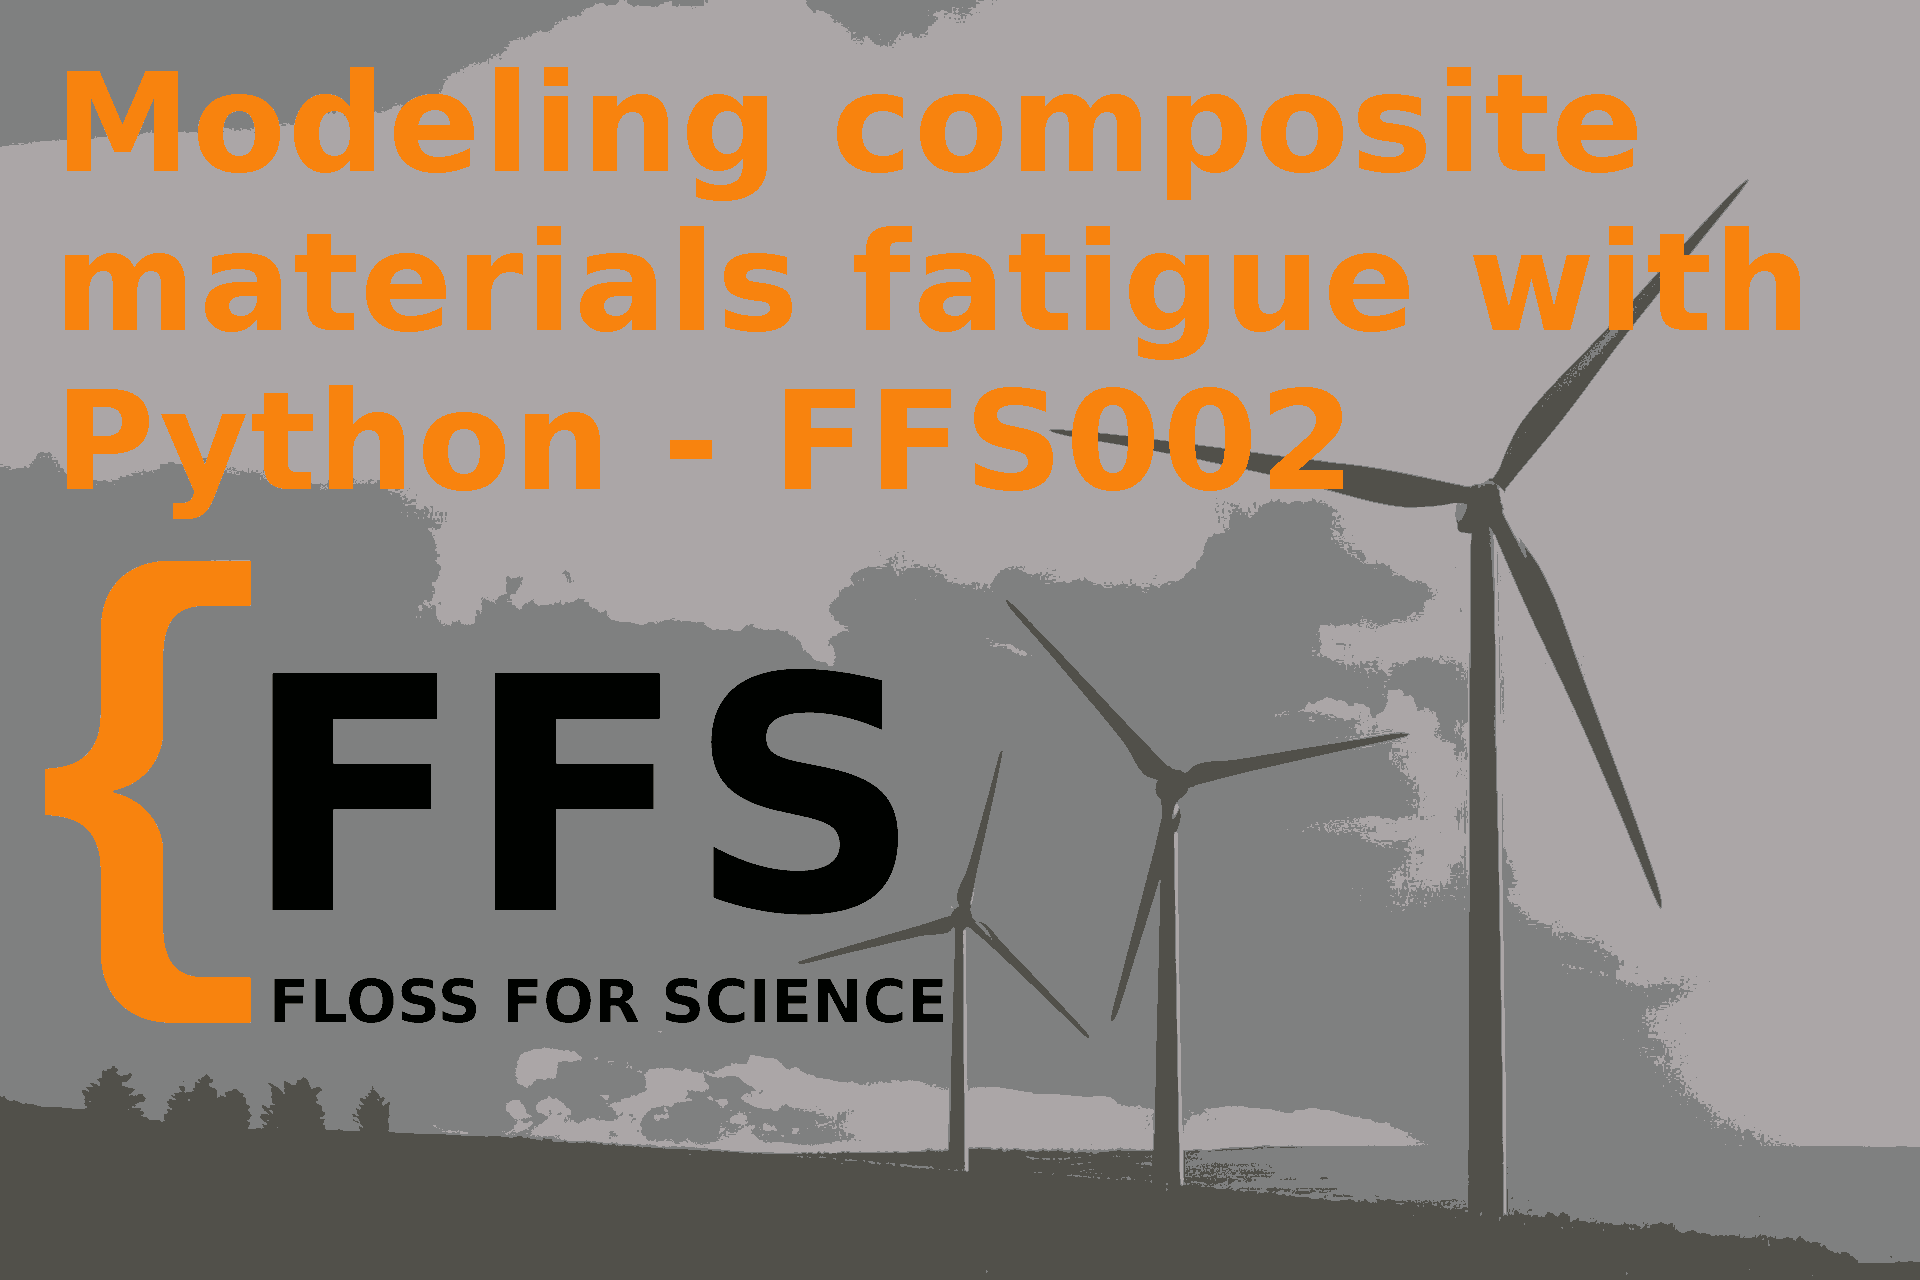 Modeling composite
materials fatigue with
Python - FFS002
{FFS
FLOSS FOR SCIENCE